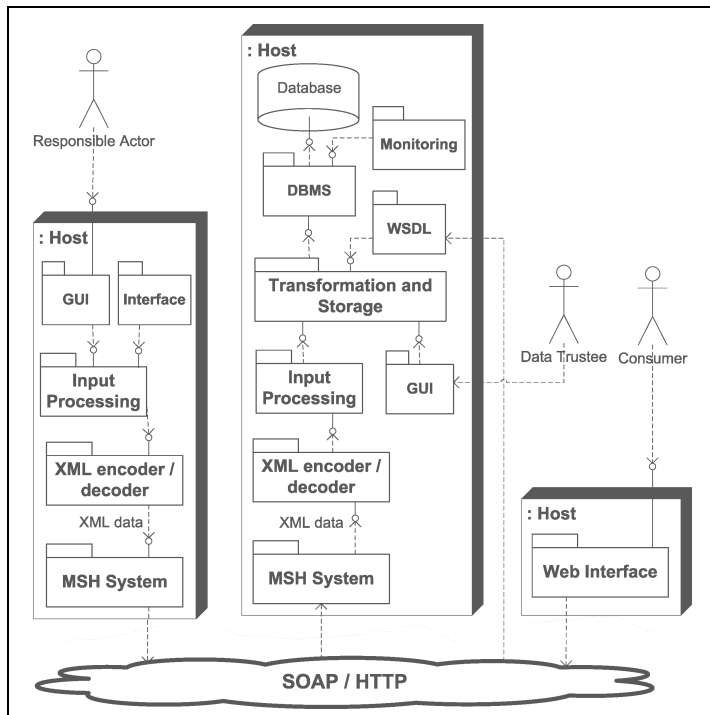 Responsible Actor
: Host
GUI
Interface
Input
Processing
XML encoder /
decoder
XML data
MSH System
: Host
Database
Monitoring
DBMS
WSDL
Transformation and
Storage
Input
Processing
GUI
XML encoder /
decoder
XML data
MSH System
Data Trustee
Consumer
: Host
Web Interface
SOAP / HTTP